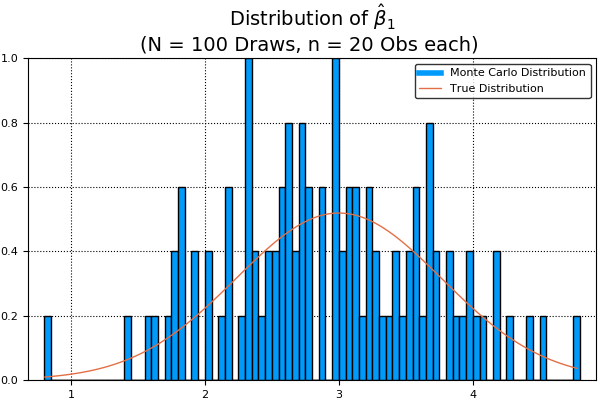 Distribution of β̂₁
(N = 100 Draws, n = 20 Obs each)
Monte Carlo Distribution
True Distribution
1.0
0.8
0.6
0.4
0.2
0.0
1 2 3 4